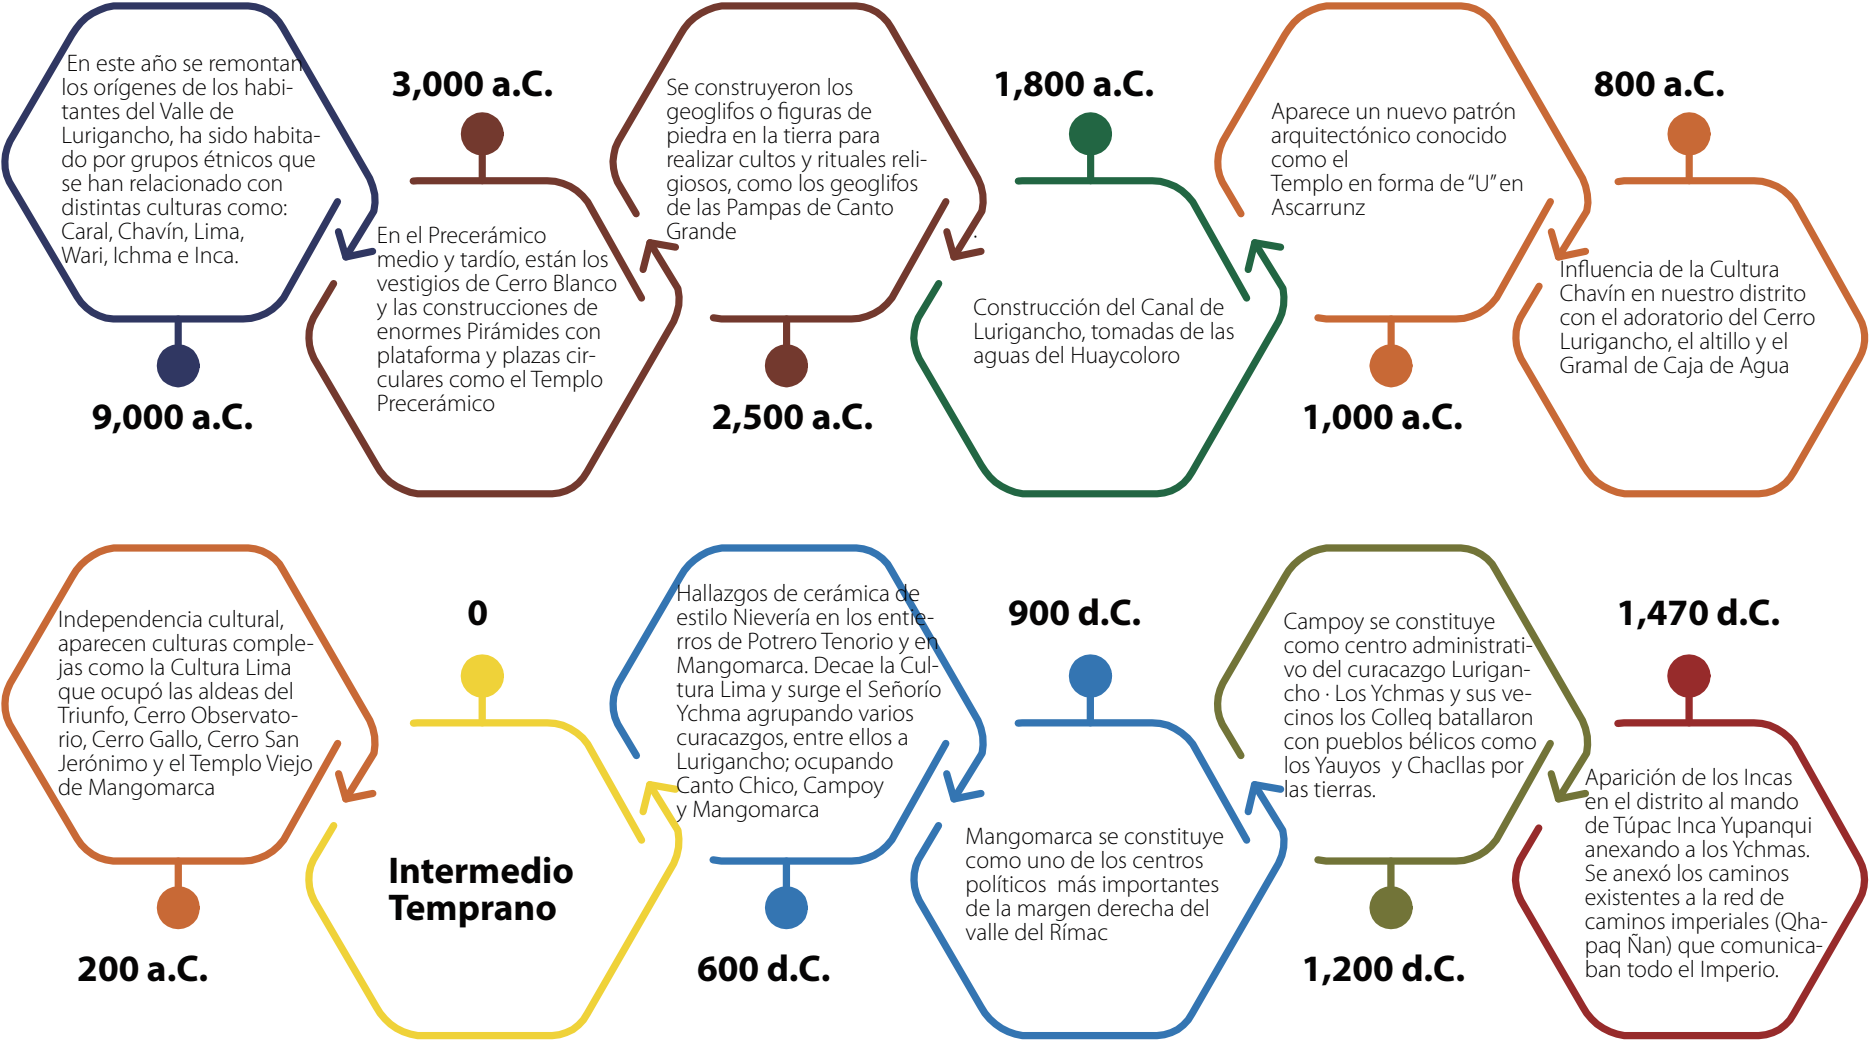 En este año se remontan
los orígenes de los habi-
tantes del Valle de
Lurigancho, ha sido habita-
do por grupos étnicos que
se han relacionado con
distintas culturas como:
Caral, Chavín, Lima,
Wari, Ichma e Inca.
9,000 a.C.
3,000 a.C.
En el Precerámico
medio y tardío, están los
vestigios de Cerro Blanco
y las construcciones de
enormes Pirámides con
plataforma y plazas cir-
culares como el Templo
Precerámico
Se construyeron los
geoglifos o figuras de
piedra en la tierra para
realizar cultos y rituales reli-
giosos, como los geoglifos
de las Pampas de Canto
Grande
.
2,500 a.C.
1,800 a.C.
Construcción del Canal de
Lurigancho, tomadas de las
aguas del Huaycoloro
Aparece un nuevo patrón
arquitectónico conocido
como el
Templo en forma de “U” en
Ascarrunz
1,000 a.C.
800 a.C.
Influencia de la Cultura
Chavín en nuestro distrito
con el adoratorio del Cerro
Lurigancho, el altillo y el
Gramal de Caja de Agua
Independencia cultural,
aparecen culturas comple-
jas como la Cultura Lima
que ocupó las aldeas del
Triunfo, Cerro Observato-
rio, Cerro Gallo, Cerro San
Jerónimo y el Templo Viejo
de Mangomarca
200 a.C.
0
Intermedio
Temprano
Hallazgos de cerámica de
estilo Nievería en los entie-
rros de Potrero Tenorio y en
Mangomarca. Decae la Cul-
tura Lima y surge el Señorío
Ychma agrupando varios
curacazgos, entre ellos a
Lurigancho; ocupando
Canto Chico, Campoy
y Mangomarca
600 d.C.
900 d.C.
Mangomarca se constituye
como uno de los centros
políticos  más importantes
de la margen derecha del
valle del Rímac
Campoy se constituye
como centro administrati-
vo del curacazgo Lurigan-
cho · Los Ychmas y sus ve-
cinos los Colleq batallaron
con pueblos bélicos como
los Yauyos  y Chacllas por
las tierras.
1,200 d.C.
1,470 d.C.
Aparición de los Incas
en el distrito al mando
de Túpac Inca Yupanqui
anexando a los Ychmas.
Se anexó los caminos
existentes a la red de
caminos imperiales (Qha-
paq Ñan) que comunica-
ban todo el Imperio.